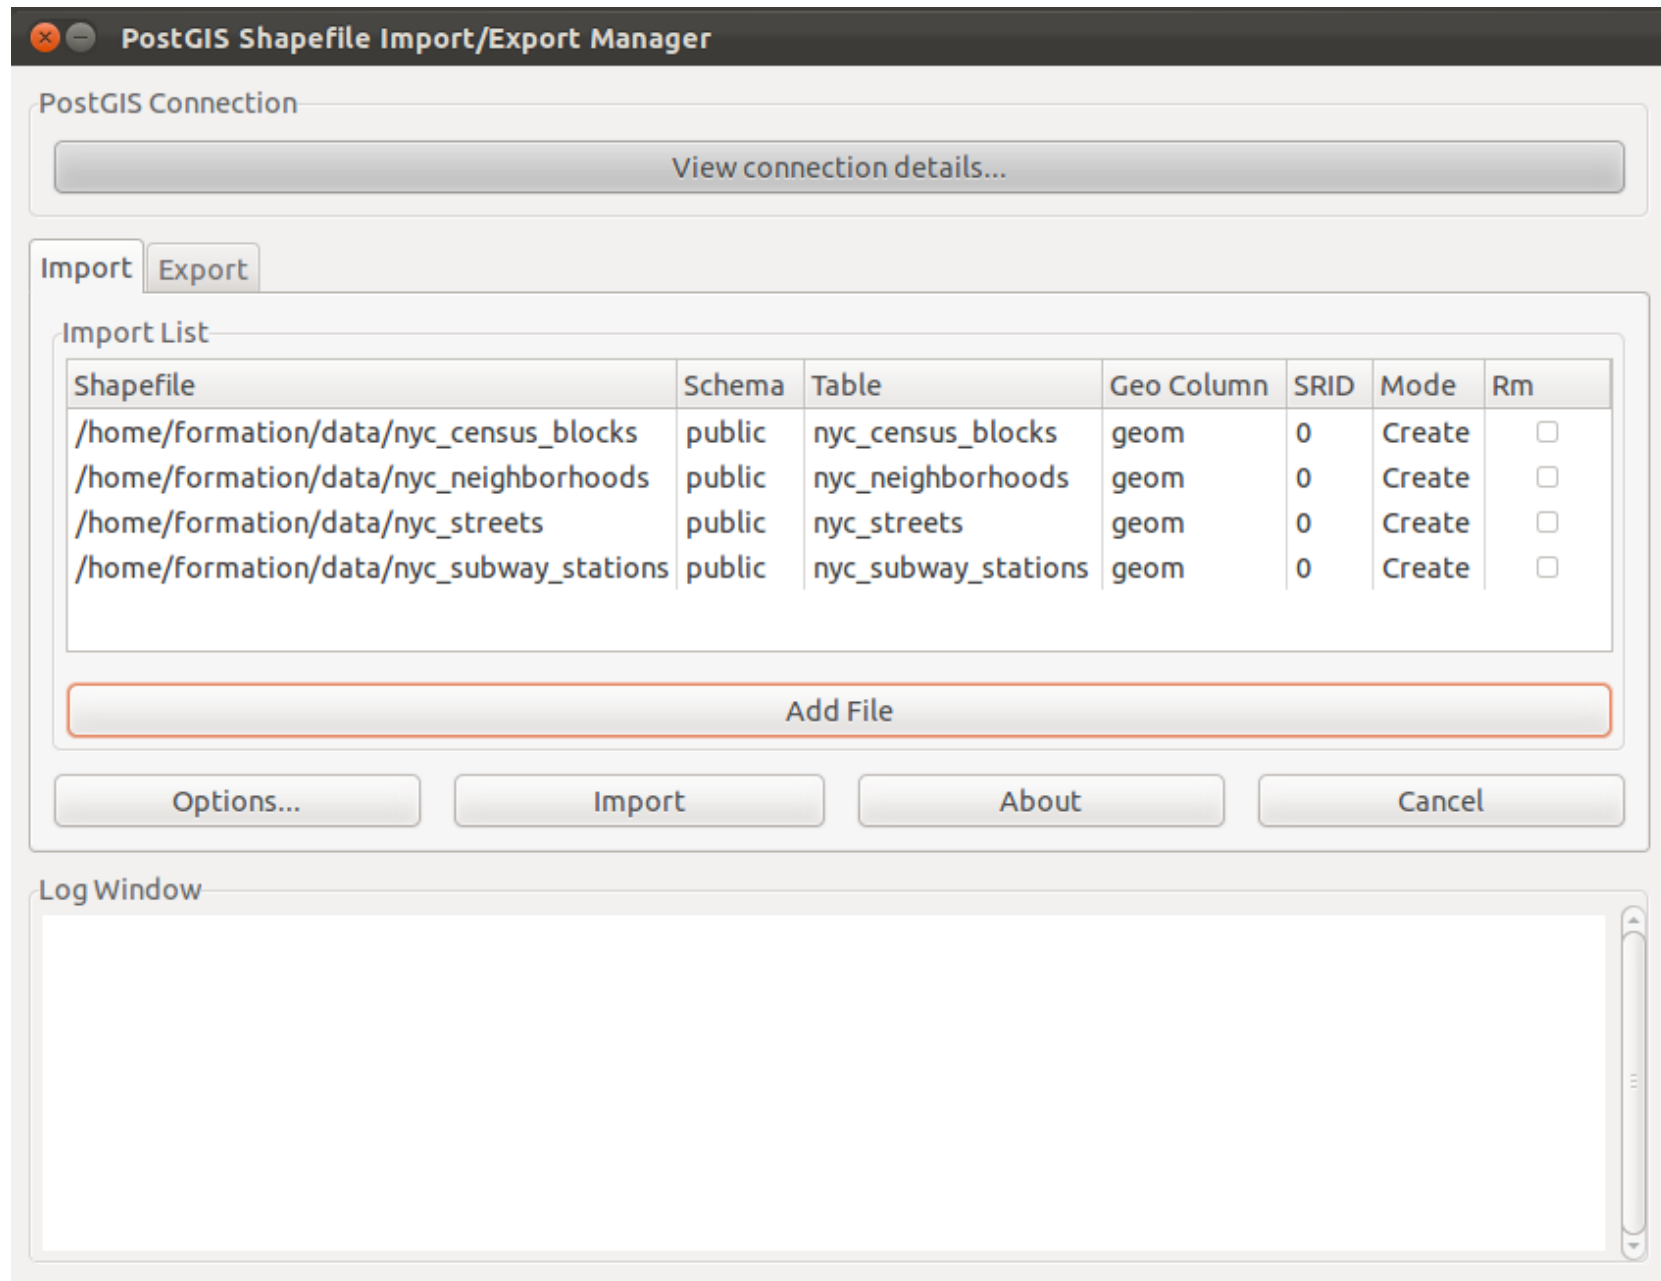 PostGIS Shapefile Import/Export Manager
PostGIS Connection
View connection details...
Import Export
Import List
Shapefile Schema Table Geo Column SRID Mode Rm
/home/formation/data/nyc_census_blocks public nyc_census_blocks geom 0 Create
/home/formation/data/nyc_neighborhoods public nyc_neighborhoods geom 0 Create
/home/formation/data/nyc_streets public nyc_streets geom 0 Create
/home/formation/data/nyc_subway_stations public nyc_subway_stations geom 0 Create
Add File
Options... Import About Cancel
Log Window